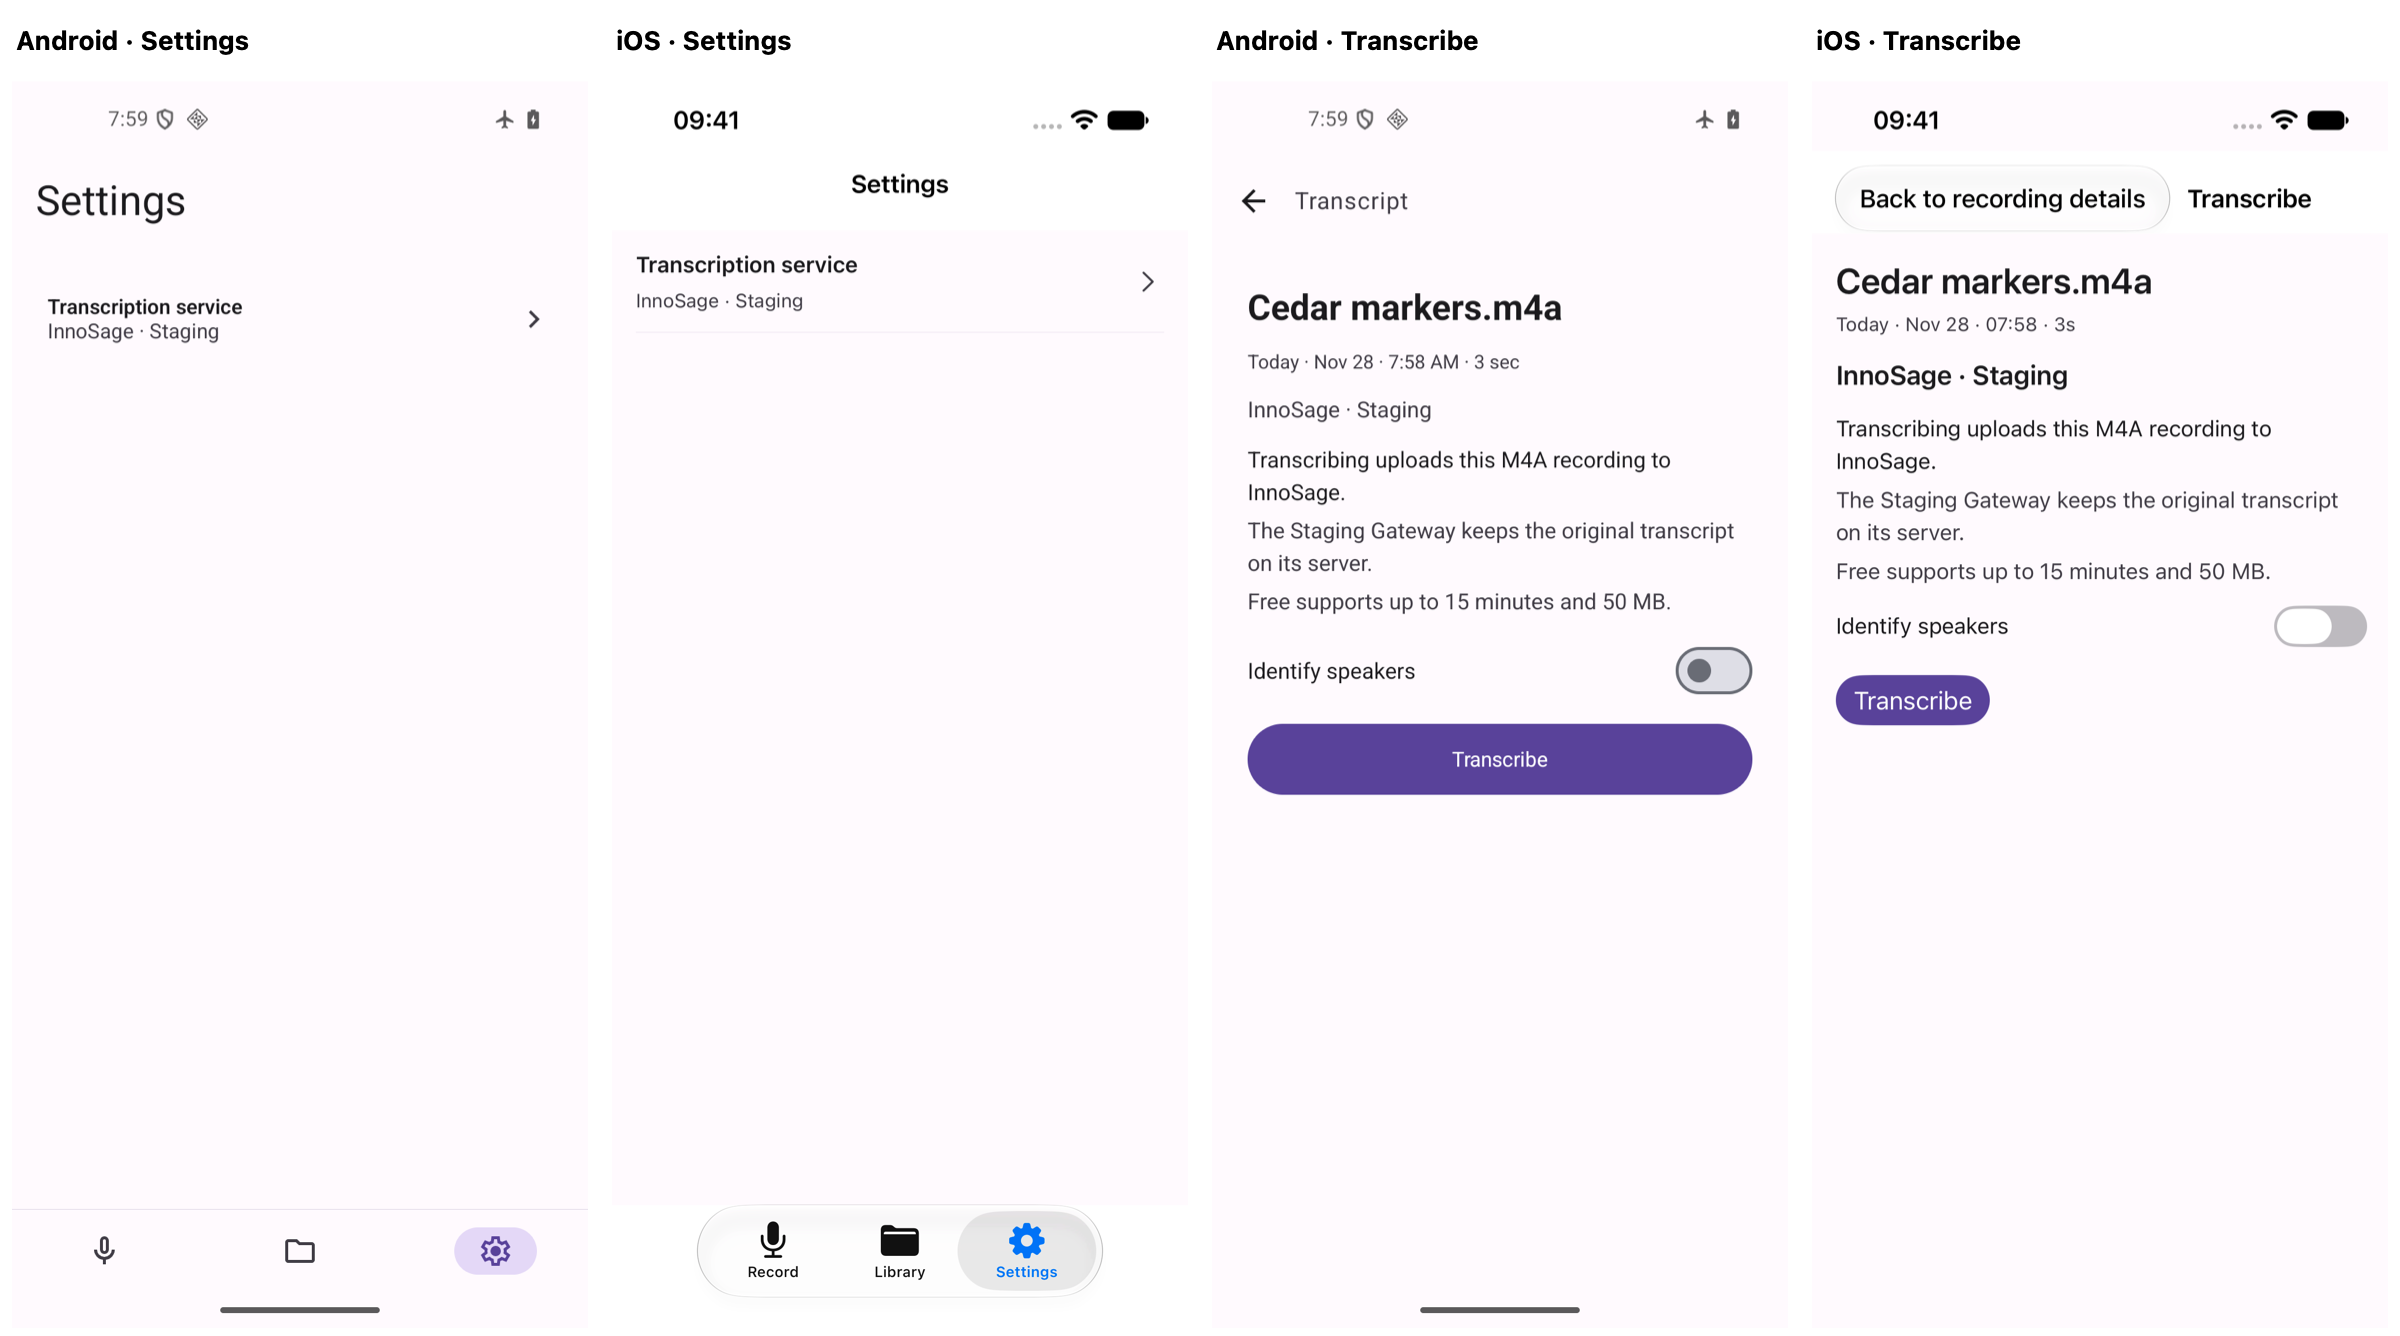 Android · Settings
7:59
Settings
Transcription service
InnoSage · Staging
iOS · Settings
09:41
Settings
Transcription service
InnoSage · Staging
Record
Library
Settings
Android · Transcribe
7:59
Transcript
Cedar markers.m4a
Today · Nov 28 · 7:58 AM · 3 sec
InnoSage · Staging
Transcribing uploads this M4A recording to
InnoSage.
The Staging Gateway keeps the original transcript
on its server.
Free supports up to 15 minutes and 50 MB.
Identify speakers
Transcribe
iOS · Transcribe
09:41
Back to recording details
Transcribe
Cedar markers.m4a
Today · Nov 28 · 07:58 · 3s
InnoSage · Staging
Transcribing uploads this M4A recording to
InnoSage.
The Staging Gateway keeps the original transcript
on its server.
Free supports up to 15 minutes and 50 MB.
Identify speakers
Transcribe